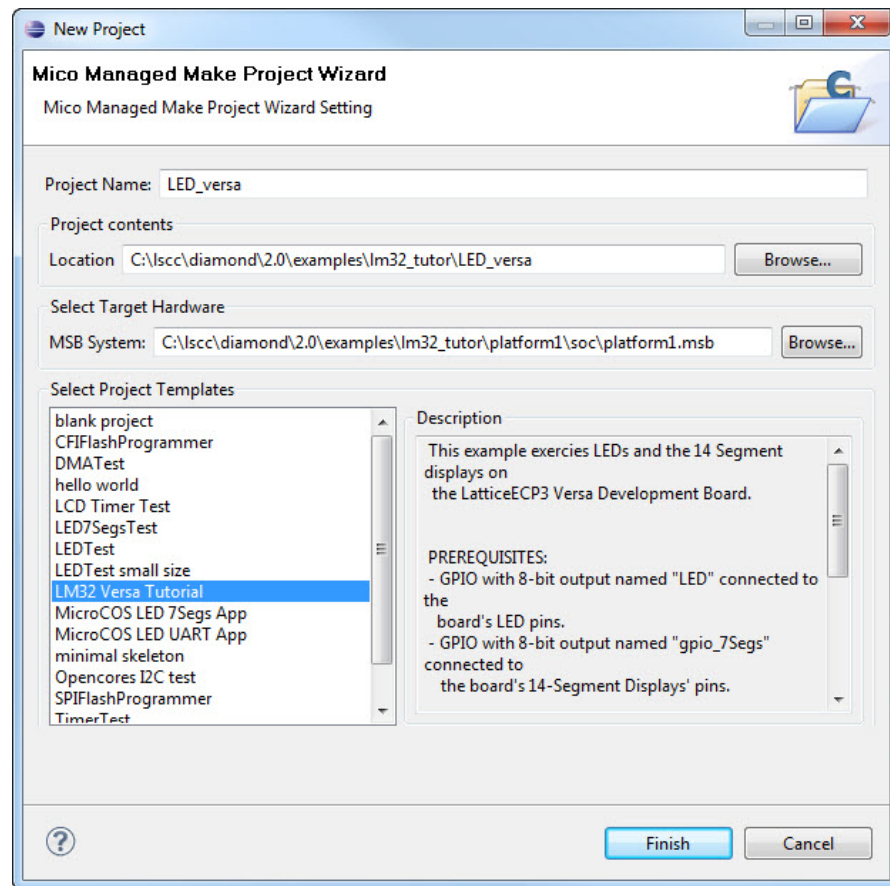 New Project
Mico Managed Make Project Wizard
Mico Managed Make Project Wizard Setting
Project Name: LED_versa
Project contents
Location C:\lscc\diamond\2.0\examples\lm32_tutor\LED_versa Browse...
Select Target Hardware
MSB System: C:\lscc\diamond\2.0\examples\lm32_tutor\platform1\soc\platform1.msb Browse...
Select Project Templates
blank project
CFIFlashProgrammer
DMATest
hello world
LCD Timer Test
LED7SegsTest
LEDTest
LEDTest small size
LM32 Versa Tutorial
MicroCOS LED 7Segs App
MicroCOS LED UART App
minimal skeleton
Opencores I2C test
SPIFlashProgrammer
TimerTest
Description
This example exercies LEDs and the 14 Segment
displays on
the LatticeECP3 Versa Development Board.
PREREQUISITES:
- GPIO with 8-bit output named "LED" connected to
the
board's LED pins.
- GPIO with 8-bit output named "gpio_7Segs"
connected to
the board's 14-Segment Displays' pins.
?
Finish Cancel